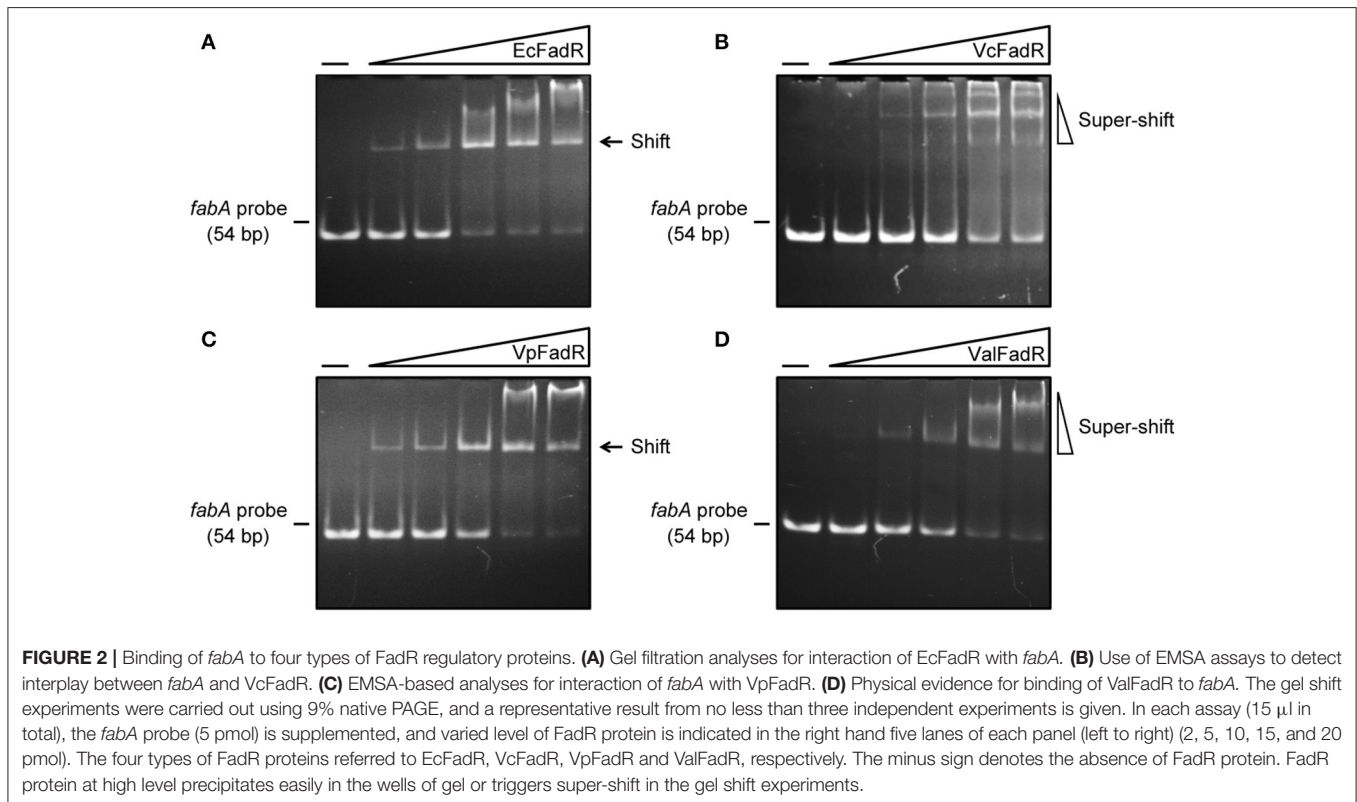 A
EcFadR
fabA probe
(54 bp)
← Shift
B
VcFadR
fabA probe
(54 bp)
Super-shift
C
VpFadR
fabA probe
(54 bp)
← Shift
D
ValFadR
fabA probe
(54 bp)
Super-shift
FIGURE 2 | Binding of fabA to four types of FadR regulatory proteins. (A) Gel filtration analyses for interaction of EcFadR with fabA. (B) Use of EMSA assays to detect
interplay between fabA and VcFadR. (C) EMSA-based analyses for interaction of fabA with VpFadR. (D) Physical evidence for binding of ValFadR to fabA. The gel shift
experiments were carried out using 9% native PAGE, and a representative result from no less than three independent experiments is given. In each assay (15 μl in
total), the fabA probe (5 pmol) is supplemented, and varied level of FadR protein is indicated in the right hand five lanes of each panel (left to right) (2, 5, 10, 15, and 20
pmol). The four types of FadR proteins referred to EcFadR, VcFadR, VpFadR and ValFadR, respectively. The minus sign denotes the absence of FadR protein. FadR
protein at high level precipitates easily in the wells of gel or triggers super-shift in the gel shift experiments.